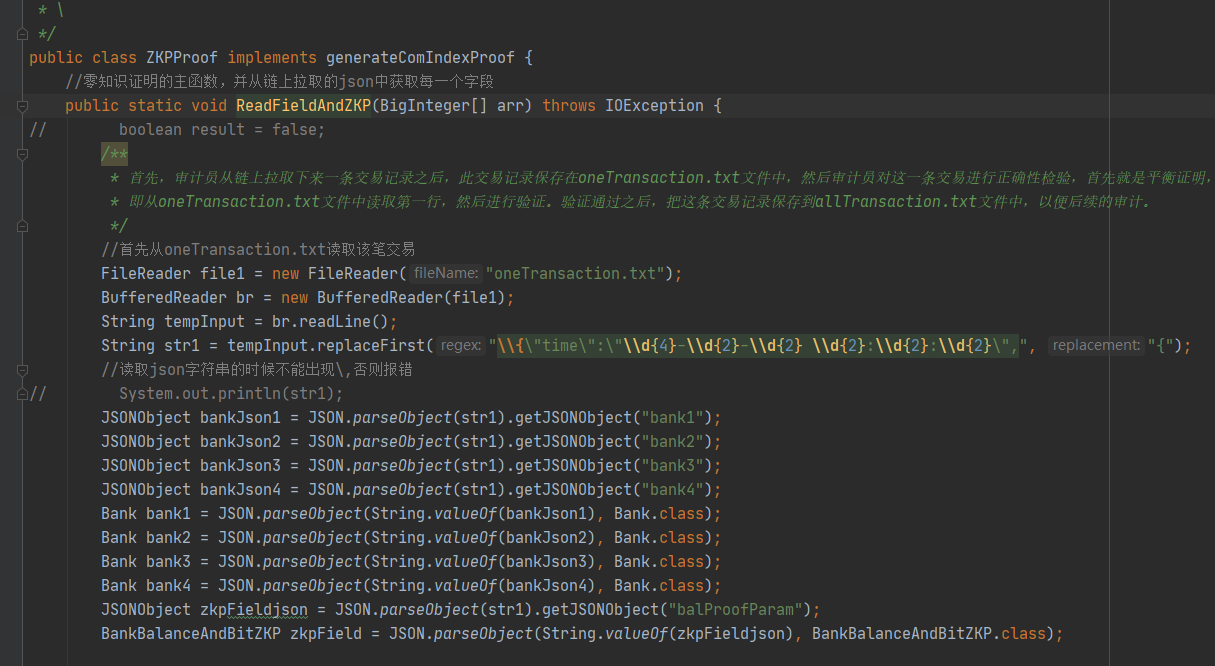 * \
*/
public class ZKPProof implements generateComIndexProof {
//零知识证明的主函数，并从链上拉取的json中获取每一个字段
public static void ReadFieldAndZKP(BigInteger[] arr) throws IOException {
//        boolean result = false;
/**
* 首先，审计员从链上拉取下来一条交易记录之后，此交易记录保存在oneTransaction.txt文件中，然后审计员对这一条交易进行正确性检验，首先就是平衡证明，
* 即从oneTransaction.txt文件中读取第一行，然后进行验证.验证通过之后，把这条交易记录保存到allTransaction.txt文件中，以便后续的审计.
*/
//首先从oneTransaction.txt读取该笔交易
FileReader file1 = new FileReader( fileName: "oneTransaction.txt");
BufferedReader br = new BufferedReader(file1);
String tempInput = br.readLine();
String str1 = tempInput.replaceFirst( regex: "\\{\"time\":\"\\d{4}-\\d{2}-\\d{2} \\d{2}:\\d{2}:\\d{2}\",", replacement: "{");
//读取json字符串的时候不能出现\,否则报错
//        System.out.println(str1);
JSONObject bankJson1 = JSON.parseObject(str1).getJSONObject("bank1");
JSONObject bankJson2 = JSON.parseObject(str1).getJSONObject("bank2");
JSONObject bankJson3 = JSON.parseObject(str1).getJSONObject("bank3");
JSONObject bankJson4 = JSON.parseObject(str1).getJSONObject("bank4");
Bank bank1 = JSON.parseObject(String.valueOf(bankJson1), Bank.class);
Bank bank2 = JSON.parseObject(String.valueOf(bankJson2), Bank.class);
Bank bank3 = JSON.parseObject(String.valueOf(bankJson3), Bank.class);
Bank bank4 = JSON.parseObject(String.valueOf(bankJson4), Bank.class);
JSONObject zkpFieldjson = JSON.parseObject(str1).getJSONObject("balProofParam");
BankBalanceAndBitZKP zkpField = JSON.parseObject(String.valueOf(zkpFieldjson), BankBalanceAndBitZKP.class);